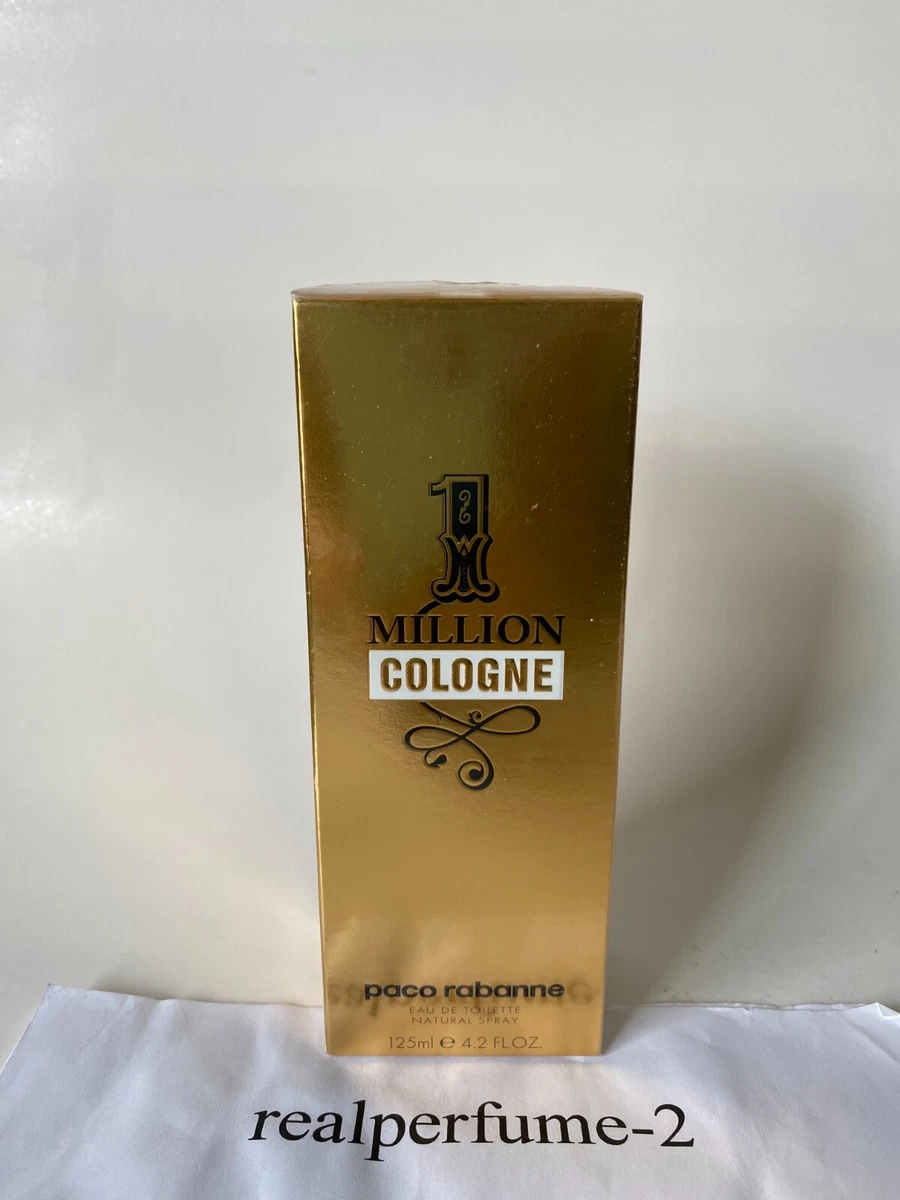 1
MILLION
COLOGNE
paco rabanne
EAU DE TOILETTE
NATURAL SPRAY
125ml e 4.2 FL.OZ.
realperfume-2